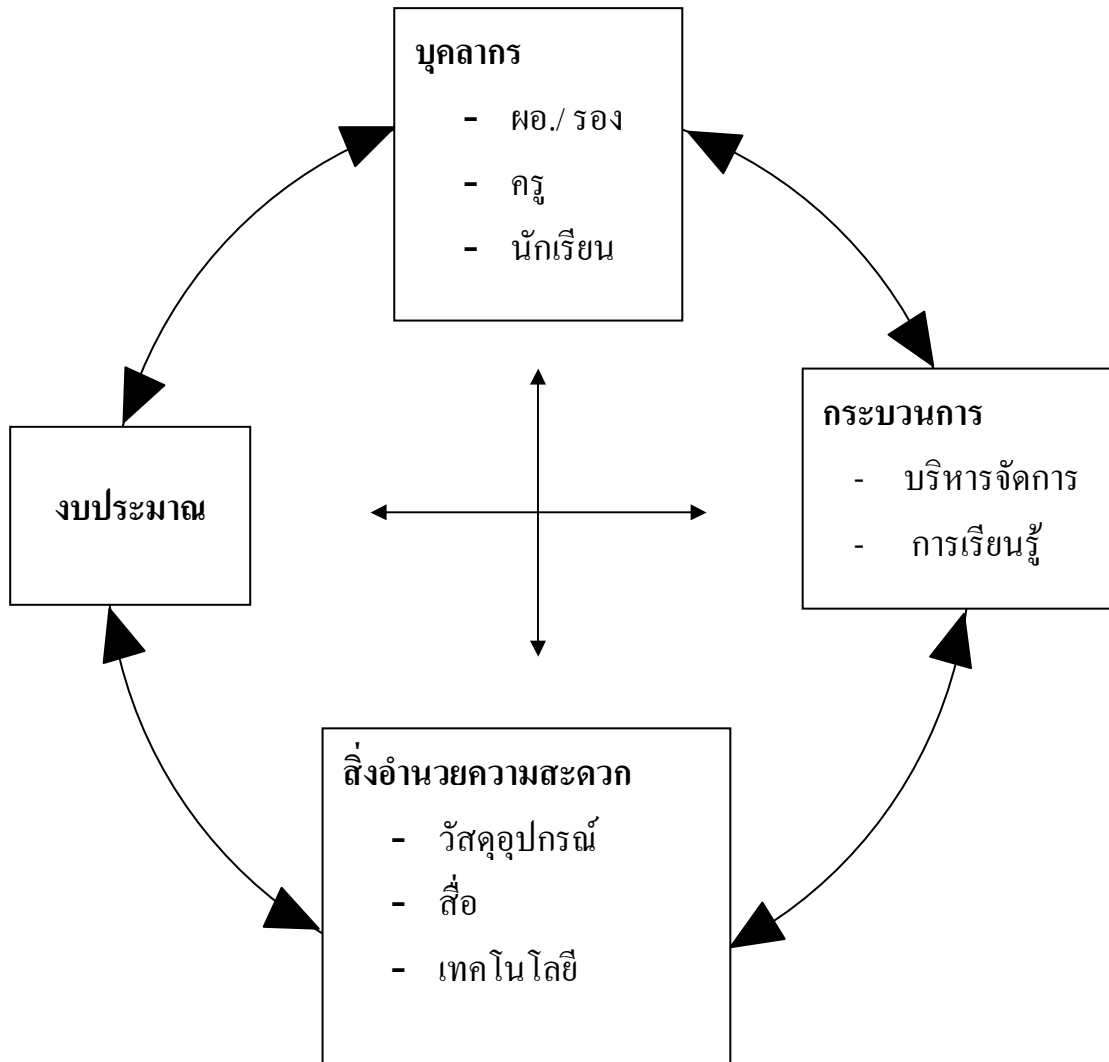 บุคลากร
- ผอ./ รอง
- ครู
- นักเรียน
กระบวนการ
- บริหารจัดการ
- การเรียนรู้
งบประมาณ
สิ่งอำนวยความสะดวก
- วัสดุอุปกรณ์
- สื่อ
- เทคโนโลยี